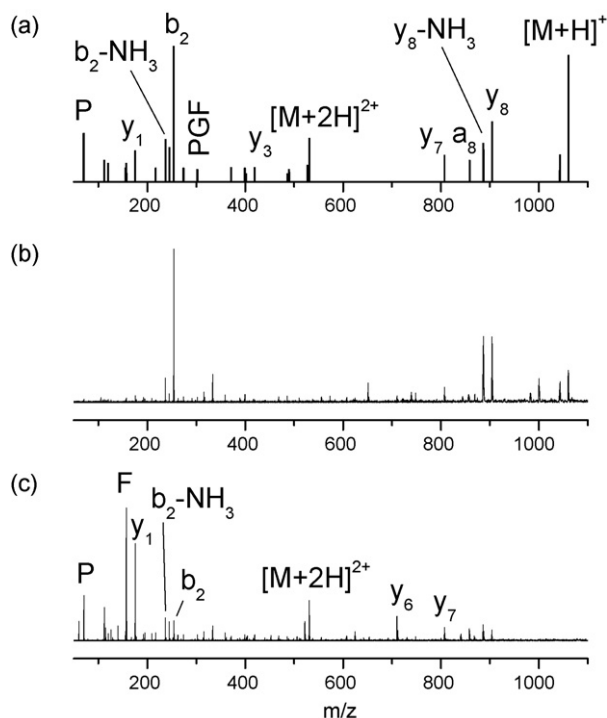 (a)
P
b₂-NH₃
y₁
b₂
PGF
y₃
[M+2H]²⁺
y₈-NH₃
y₇
a₈
y₈
[M+H]⁺
200 400 600 800 1000
(b)
200 400 600 800 1000
(c)
P
F
y₁
b₂-NH₃
b₂
[M+2H]²⁺
y₆
y₇
200 400 600 800 1000
m/z